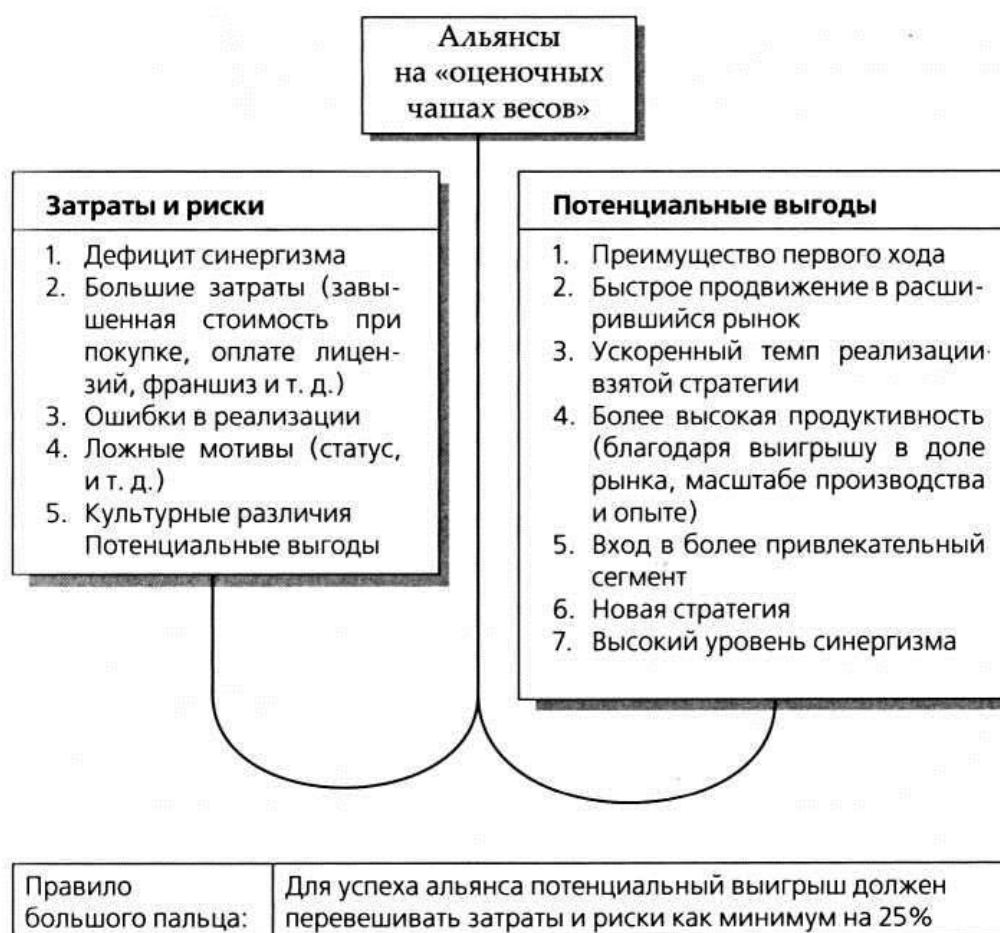 Альянсы
на «оценочных
чашах весов»
Затраты и риски
1. Дефицит синергизма
2. Большие затраты (завы-
шенная стоимость при
покупке, оплате лицен-
зий, франшиз и т. д.)
3. Ошибки в реализации
4. Ложные мотивы (статус,
и т. д.)
5. Культурные различия
Потенциальные выгоды
Потенциальные выгоды
1. Преимущество первого хода
2. Быстрое продвижение в расши-
рившийся рынок
3. Ускоренный темп реализации
взятой стратегии
4. Более высокая продуктивность
(благодаря выигрышу в доле
рынка, масштабе производства
и опыте)
5. Вход в более привлекательный
сегмент
6. Новая стратегия
7. Высокий уровень синергизма
Правило
большого пальца:
Для успеха альянса потенциальный выигрыш должен
перевешивать затраты и риски как минимум на 25%